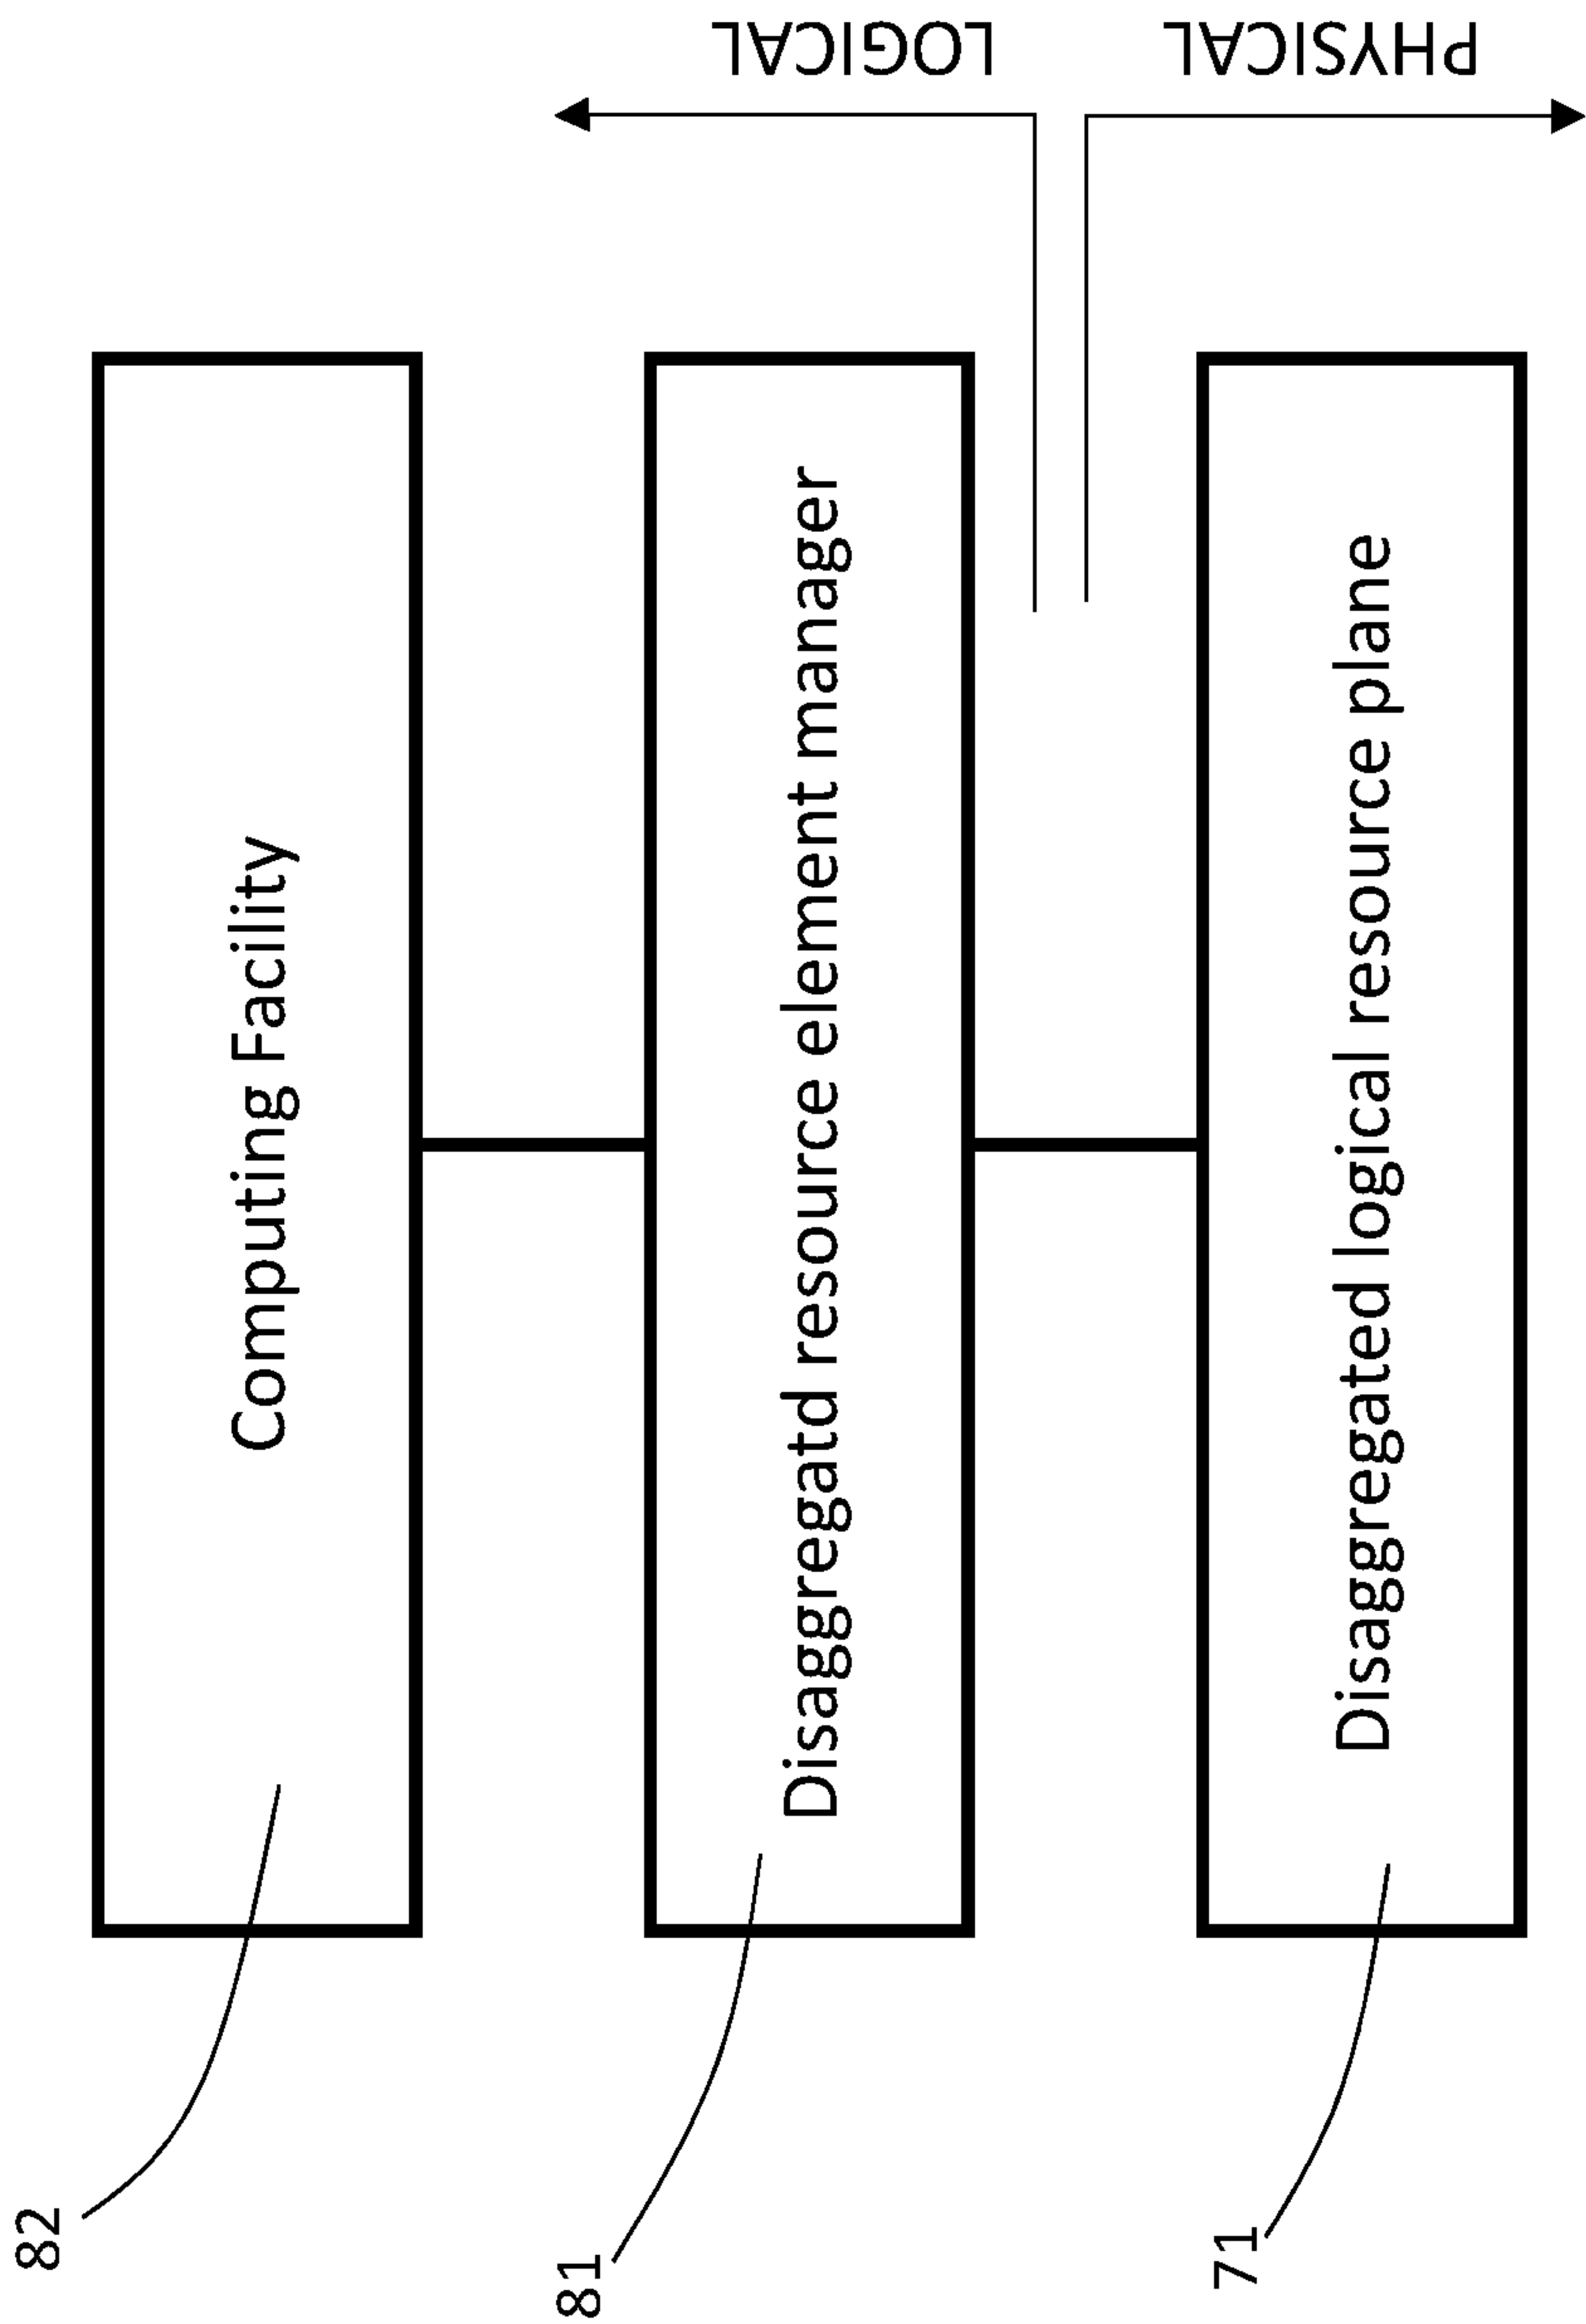 82
Computing Facility
81
Disaggregatd resource element manager
LOGICAL
PHYSICAL
71
Disaggregated logical resource plane